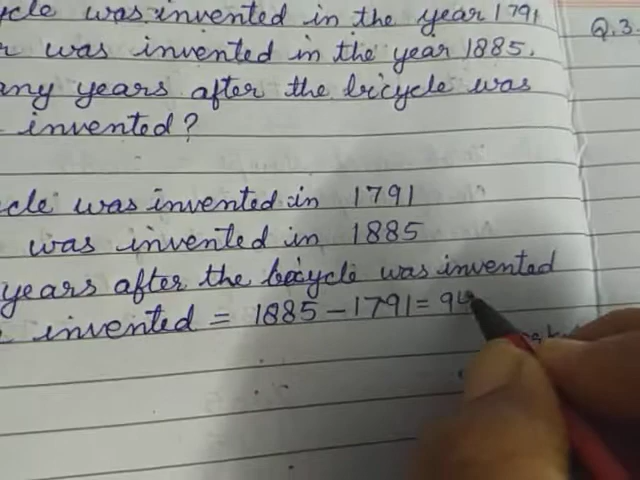 ycle was invented in the year 1791
r was invented in the year 1885.
any years after the bicycle was
invented?
Q.3.
cle was invented in 1791
was invented in 1885
years after the bicycle was invented
invented = 1885 - 1791 = 94